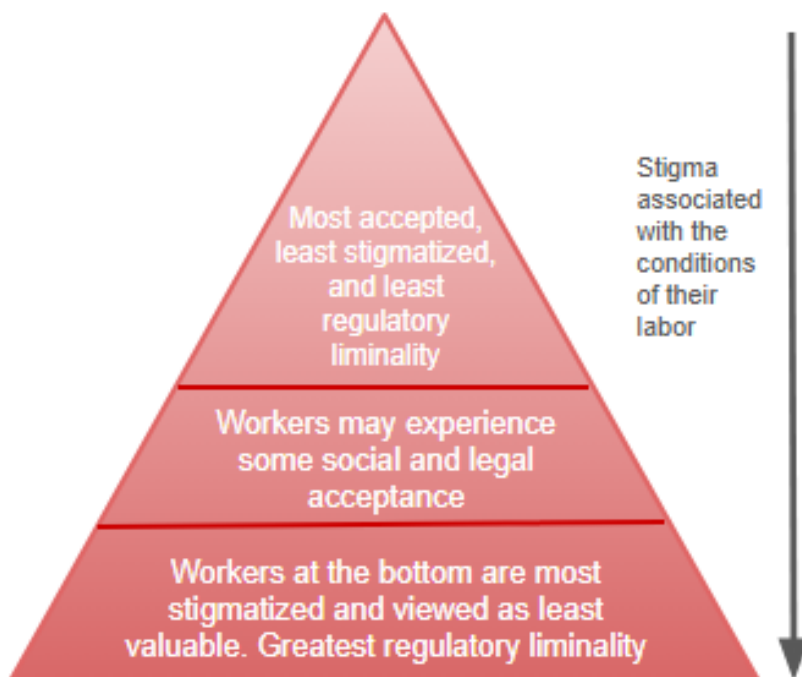 Most accepted,
least stigmatized,
and least
regulatory
liminality
Workers may experience
some social and legal
acceptance
Workers at the bottom are most
stigmatized and viewed as least
valuable. Greatest regulatory liminality
Stigma
associated
with the
conditions
of their
labor